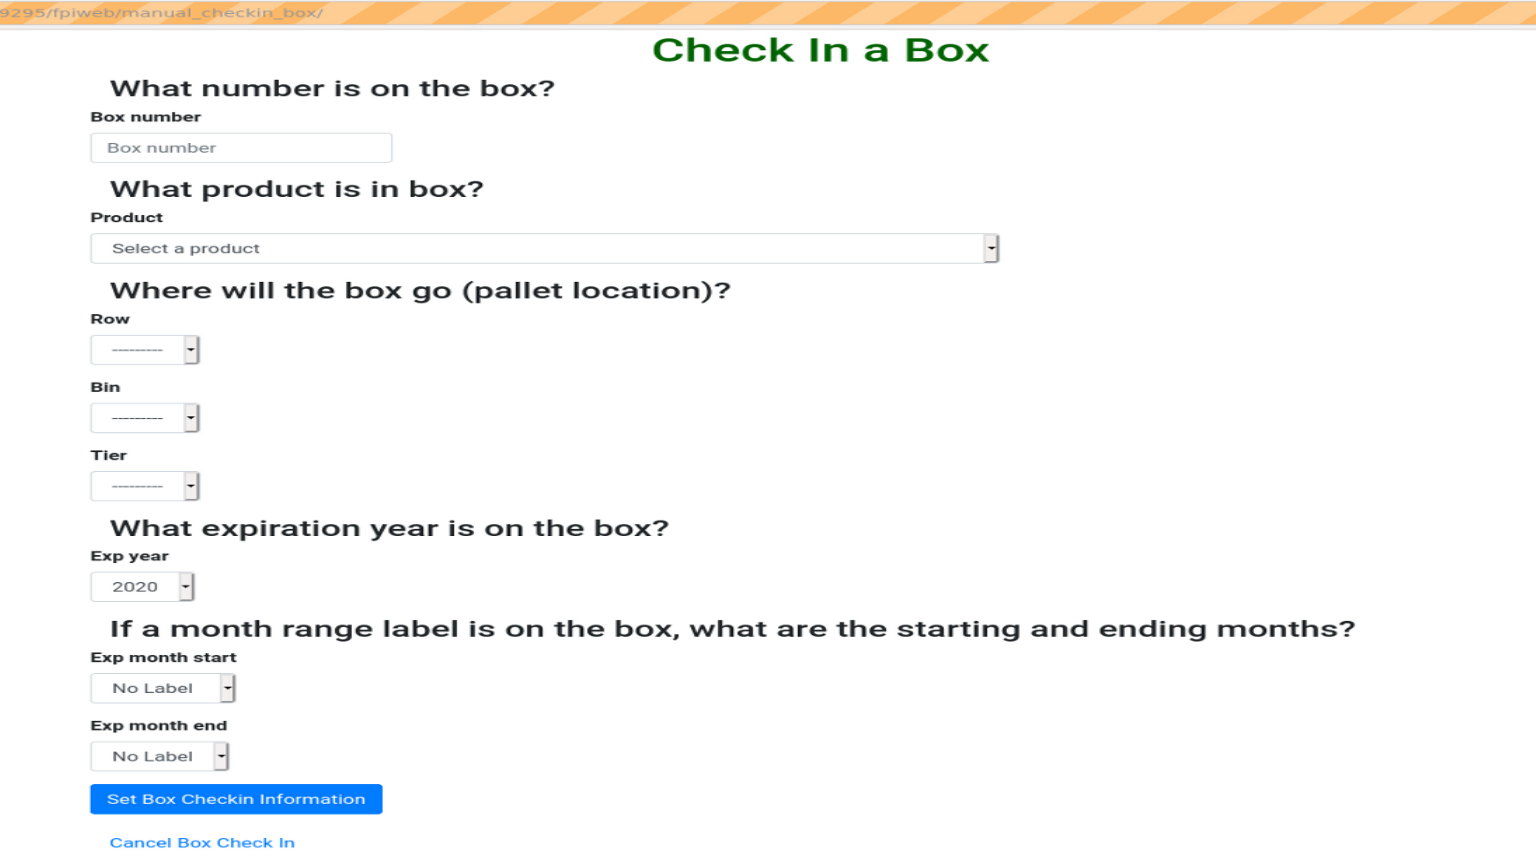 9295/fpiweb/manual_checkin_box/
Check In a Box
What number is on the box?
Box number
Box number
What product is in box?
Product
Select a product
Where will the box go (pallet location)?
Row
---------
Bin
---------
Tier
---------
What expiration year is on the box?
Exp year
2020
If a month range label is on the box, what are the starting and ending months?
Exp month start
No Label
Exp month end
No Label
Set Box Checkin Information
Cancel Box Check In